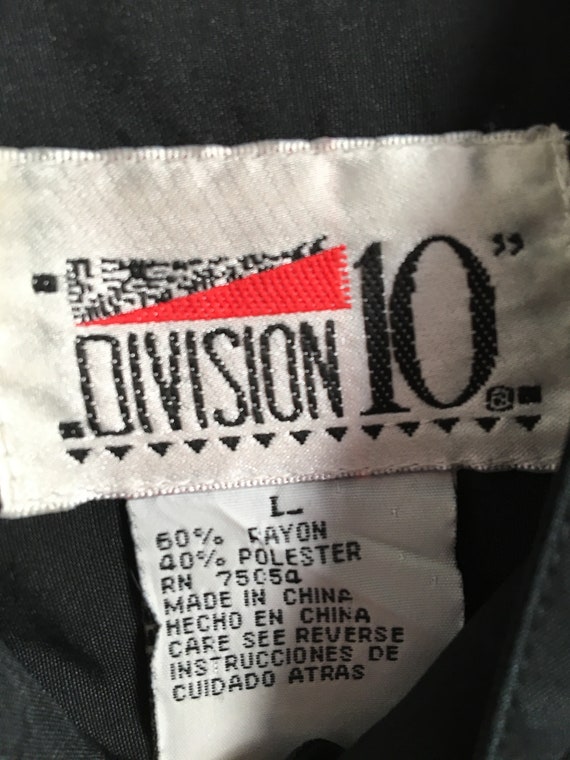 DIVISION 10”
L
60% RAYON
40% POLESTER
RN 75054
MADE IN CHINA
HECHO EN CHINA
CARE SEE REVERSE
INSTRUCCIONES DE
CUIDADO ATRAS